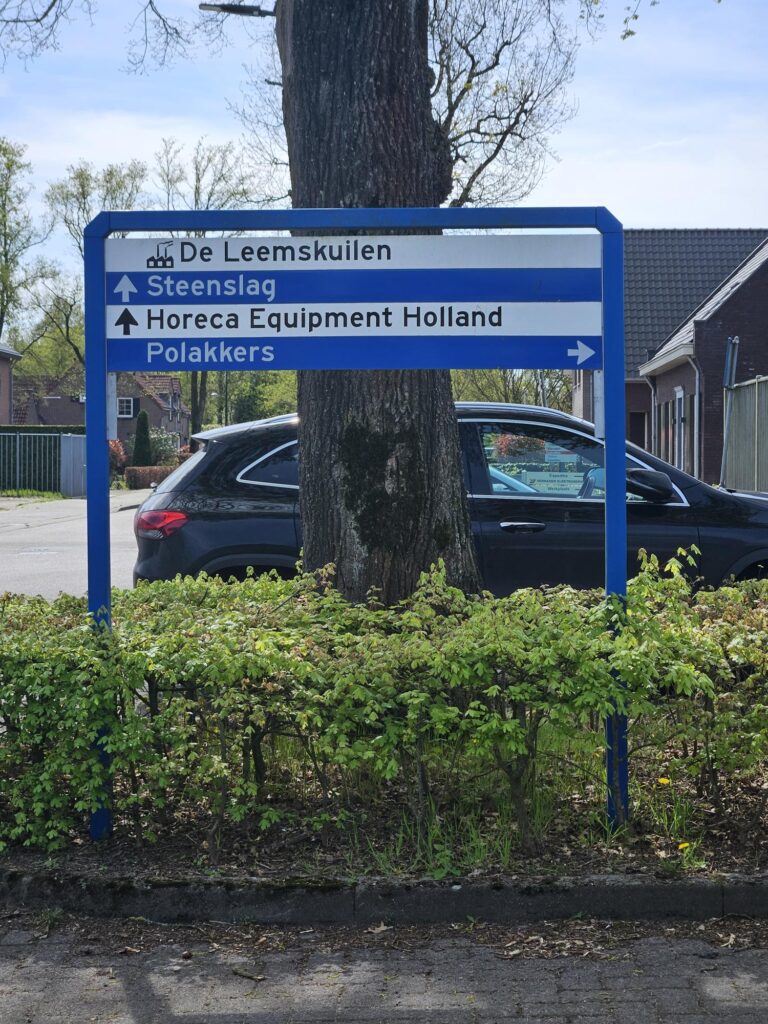 De Leemskuilen
Steenslag
Horeca Equipment Holland
Polakkers